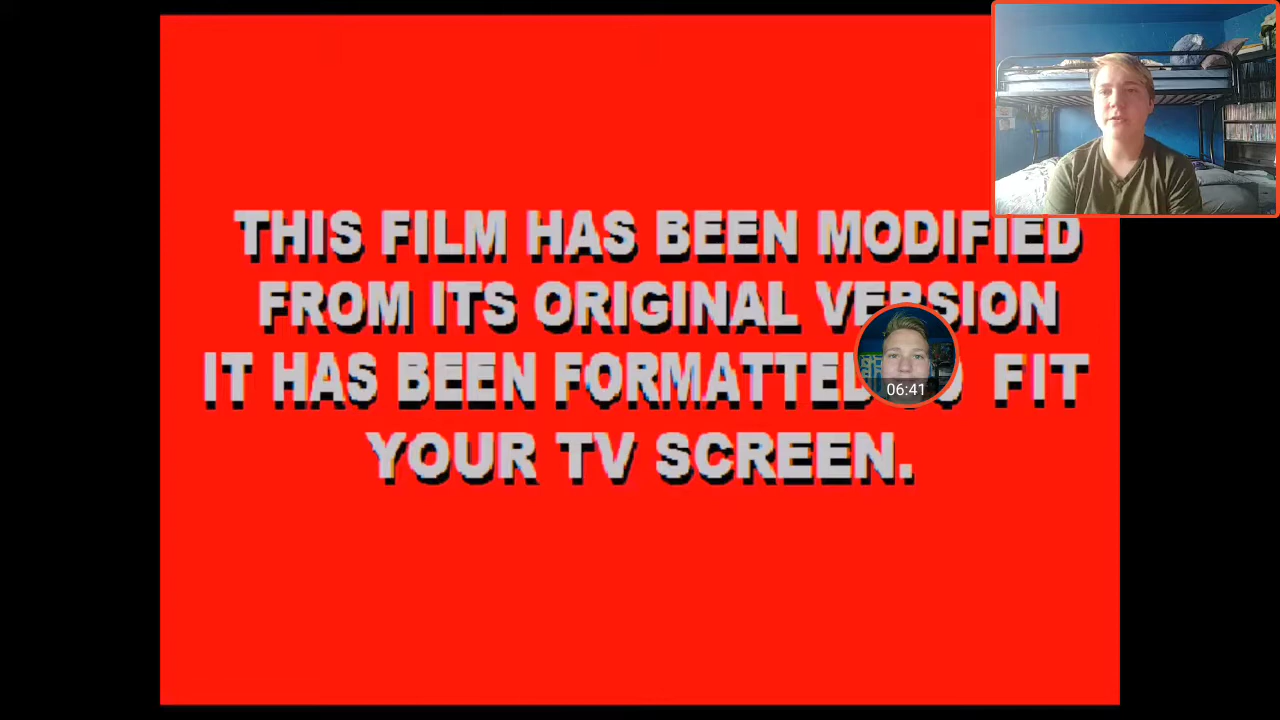 THIS FILM HAS BEEN MODIFIED
FROM ITS ORIGINAL VERSION
IT HAS BEEN FORMATTED TO FIT
YOUR TV SCREEN.
06:41